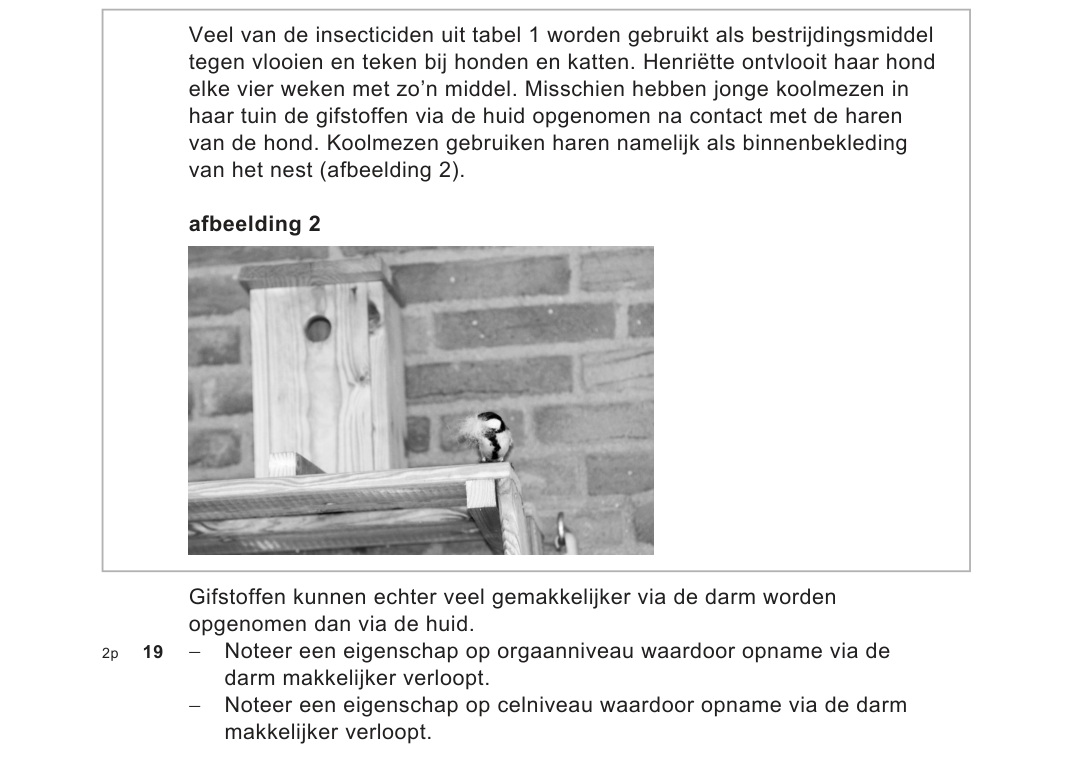 Veel van de insecticiden uit tabel 1 worden gebruikt als bestrijdingsmiddel
tegen vlooien en teken bij honden en katten. Henriëtte ontvlooit haar hond
elke vier weken met zo’n middel. Misschien hebben jonge koolmezen in
haar tuin de gifstoffen via de huid opgenomen na contact met de haren
van de hond. Koolmezen gebruiken haren namelijk als binnenbekleding
van het nest (afbeelding 2).
afbeelding 2
Gifstoffen kunnen echter veel gemakkelijker via de darm worden
opgenomen dan via de huid.
2p 19 – Noteer een eigenschap op orgaanniveau waardoor opname via de
darm makkelijker verloopt.
– Noteer een eigenschap op celniveau waardoor opname via de darm
makkelijker verloopt.